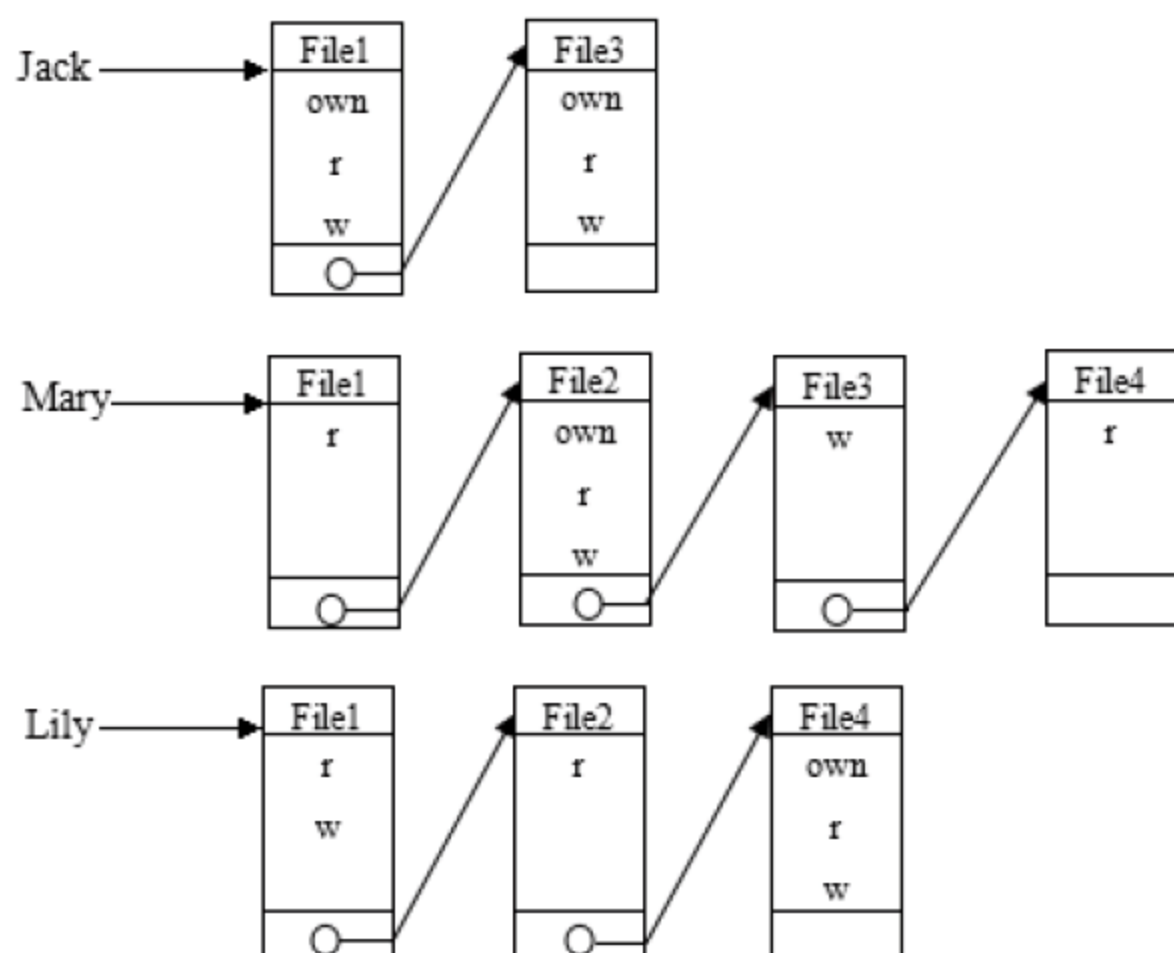 Jack File1 File3
own own
r r
w w
Mary File1 File2 File3 File4
r own w r
r
w
Lily File1 File2 File4
r r own
w r
w